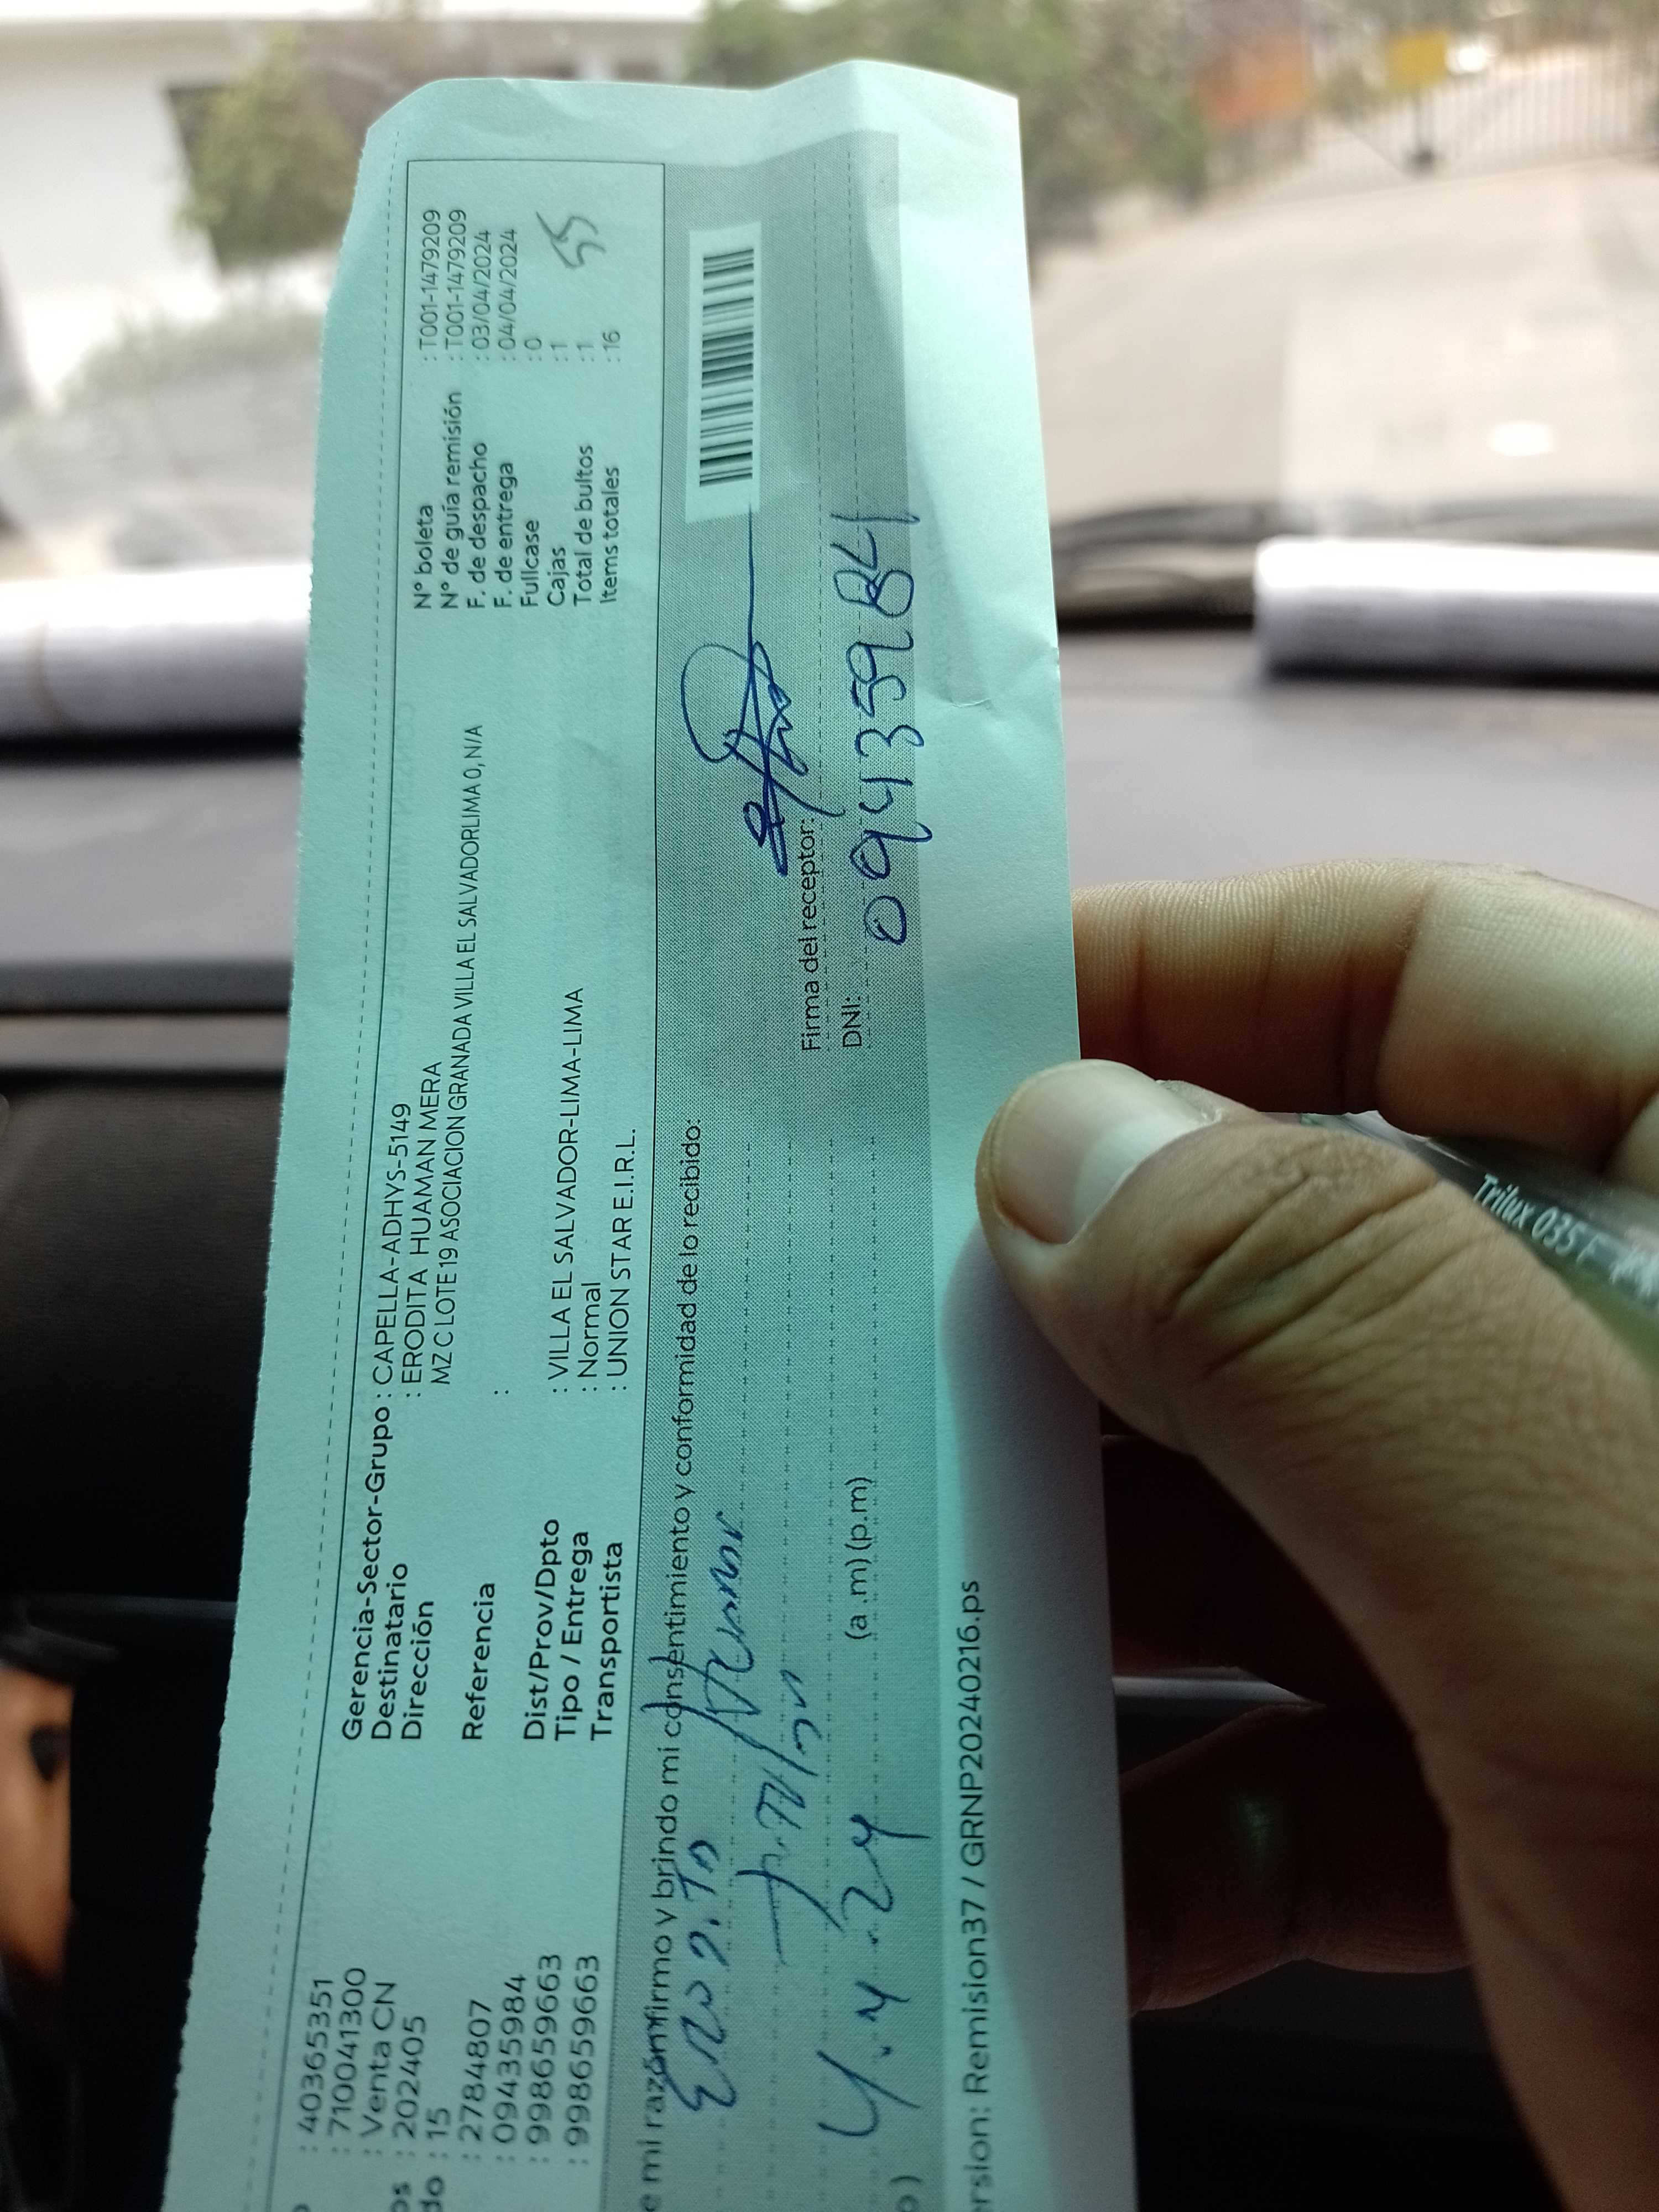 : 40365351
: 710041300
: Venta CN
os : 202405
do : 15
: 2784807
: 09435984
: 998659663
: 998659663
Gerencia-Sector-Grupo : CAPELLA-ADHYS-5149
Destinatario : ERODITA HUAMAN MERA
Dirección MZ C LOTE 19 ASOCIACION GRANADA VILLA EL SALVADORLIMA 0, N/A
Referencia :
Dist/Prov/Dpto : VILLA EL SALVADOR-LIMA-LIMA
Tipo / Entrega : Normal
Transportista : UNION STAR E.I.R.L.
N° boleta : T001-1479209
N° de guía remisión : T001-1479209
F. de despacho : 03/04/2024
F. de entrega : 04/04/2024
Fullcase : 0
Cajas : 1
Total de bultos : 1
Items totales : 16
55
e mi razón firmo y brindo mi consentimiento y conformidad de lo recibido:
4.4.24
(a.m) (p.m)
Firma del receptor:
DNI: 09435984
o )
ersion: Remision37 / GRNP20240216.ps
Trilux 035 F